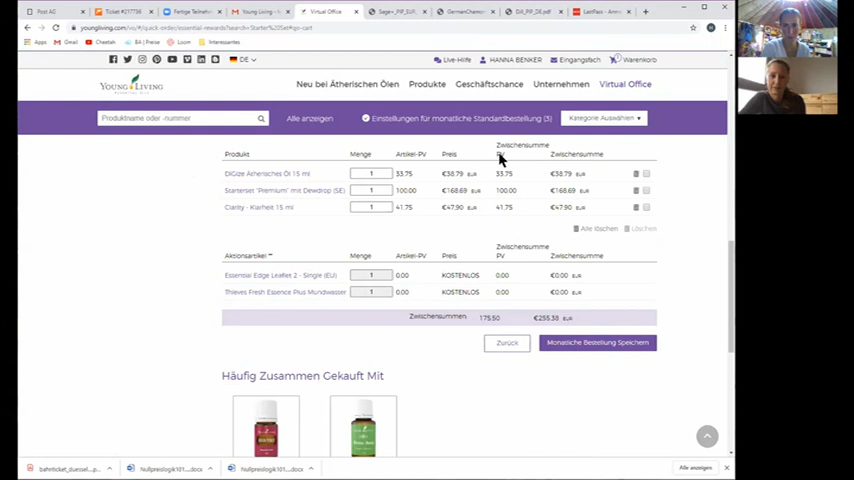 Post AG
Ticket #217736
Fertige Teilnehme
Young Living -
Virtual Office
Sage+_PIP_EU
GermanChamo
Dill_PIP_DE.pdf
LastPass - Anme
youngliving.com/vo/#/quick-order/essential-rewards?search=Starter%20Set#qo-cart
Apps
Gmail
Cheetah
BA | Preise
Loom
Interessantes
DE
Live-Hilfe
HANNA BENKER
Eingangsfach
Warenkorb
YOUNG LIVING
Neu bei Ätherischen Ölen
Produkte
Geschäftschance
Unternehmen
Virtual Office
Produktname oder -nummer
Alle anzeigen
Einstellungen für monatliche Standardbestellung (3)
Kategorie Auswählen
Produkt Menge Artikel-PV Preis Zwischensumme PV Zwischensumme
DiGize Ätherisches Öl 15 ml 1 33.75 €38.79 EUR 33.75 €38.79 EUR
Starterset "Premium" mit Dewdrop (SE) 1 100.00 €168.69 EUR 100.00 €168.69 EUR
Clarity - Klarheit 15 ml 1 41.75 €47.90 EUR 41.75 €47.90 EUR
Alle löschen Löschen
Aktionsartikel ** Menge Artikel-PV Preis Zwischensumme PV Zwischensumme
Essential Edge Leaflet 2 - Single (EU) 1 0.00 KOSTENLOS 0.00 €0.00 EUR
Thieves Fresh Essence Plus Mundwasser 1 0.00 KOSTENLOS 0.00 €0.00 EUR
Zwischensummen: 175.50 €255.38 EUR
Zurück
Monatliche Bestellung Speichern
Häufig Zusammen Gekauft Mit
bahnticket_duessel....p...
Nullpreislogik101....docx
Nullpreislogik101....docx
Alle anzeigen